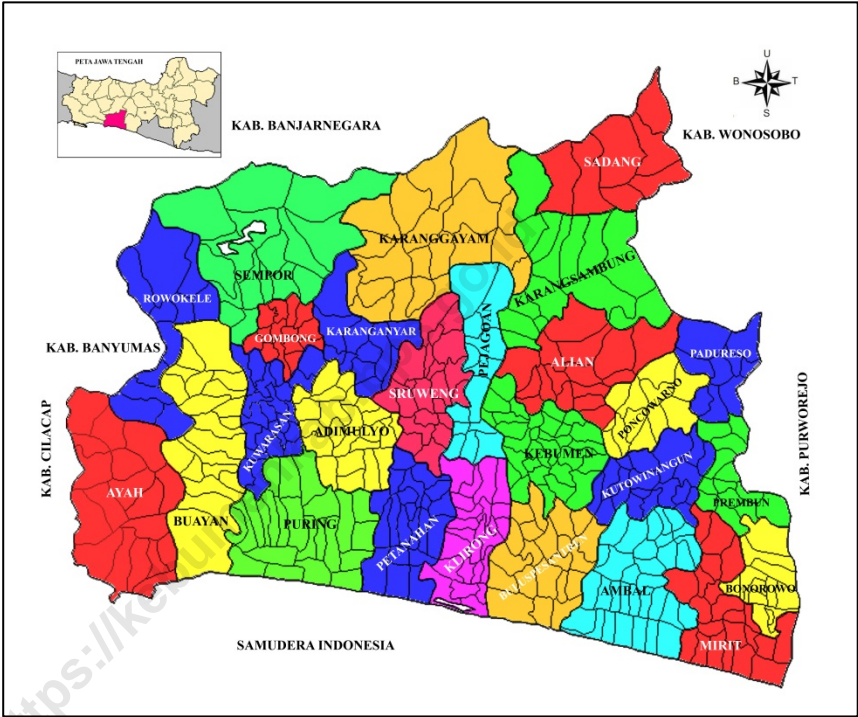 PETA JAWA TENGAH
U
B T
S
KAB. BANJARNEGARA
KAB. WONOSOBO
SADANG
KARANGGAYAM
SEMPOR
KARANGSAMBUNG
ROWOKELE
GOMBONG
KARANGANYAR
PEJAGOAN
KAB. BANYUMAS
ALIAN
PADURESO
SRUWENG
PONCOWARNO
KAB. PURWOREJO
KAB. CILACAP
KUWARASAN
ADIMULYO
KEBUMEN
KUTOWINANGUN
AYAH
BUAYAN
PURING
PETANAHAN
KLIRONG
PREMBUN
AMBAL
BONOROWO
MIRIT
SAMUDERA INDONESIA